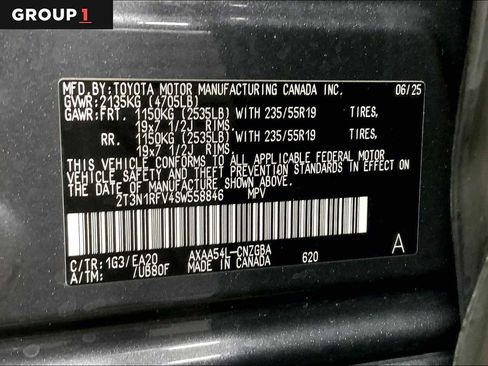 GROUP 1
MFD. BY: TOYOTA MOTOR MANUFACTURING CANADA INC. 06/25
GVWR: 2135KG (4705LB)
GAWR: FRT. 1150KG (2535LB) WITH 235/55R19 TIRES,
19x7 1/2J RIMS.
RR. 1150KG (2535LB) WITH 235/55R19 TIRES,
19x7 1/2J RIMS.
THIS VEHICLE CONFORMS TO ALL APPLICABLE FEDERAL MOTOR
VEHICLE SAFETY AND THEFT PREVENTION STANDARDS IN EFFECT
ON THE DATE OF MANUFACTURE SHOWN ABOVE.
2T3N1RFV4SW558846 MPV
C/TR: 1G3/EA20 AXAA54L-CNZGBA
A/TM: 7UB80F MADE IN CANADA 620 A